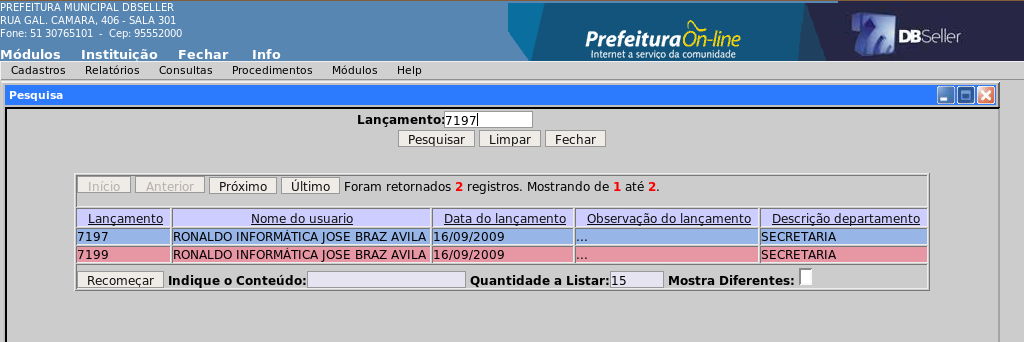 PREFEITURA MUNICIPAL DBSELLER
RUA GAL. CAMARA, 406 - SALA 301
Fone: 51 30765101 - Cep: 95552000
Prefeitura On-line
Internet a serviço da comunidade
DBSeller
Módulos Instituição Fechar Info
Cadastros Relatórios Consultas Procedimentos Módulos Help
Pesquisa
Lançamento:7197
Pesquisar Limpar Fechar
Início Anterior Próximo Último Foram retornados 2 registros. Mostrando de 1 até 2.
Lançamento Nome do usuario Data do lançamento Observação do lançamento Descrição departamento
7197 RONALDO INFORMÁTICA JOSE BRAZ AVILA 16/09/2009 ... SECRETARIA
7199 RONALDO INFORMÁTICA JOSE BRAZ AVILA 16/09/2009 ... SECRETARIA
Recomeçar Indique o Conteúdo: Quantidade a Listar:15 Mostra Diferentes: